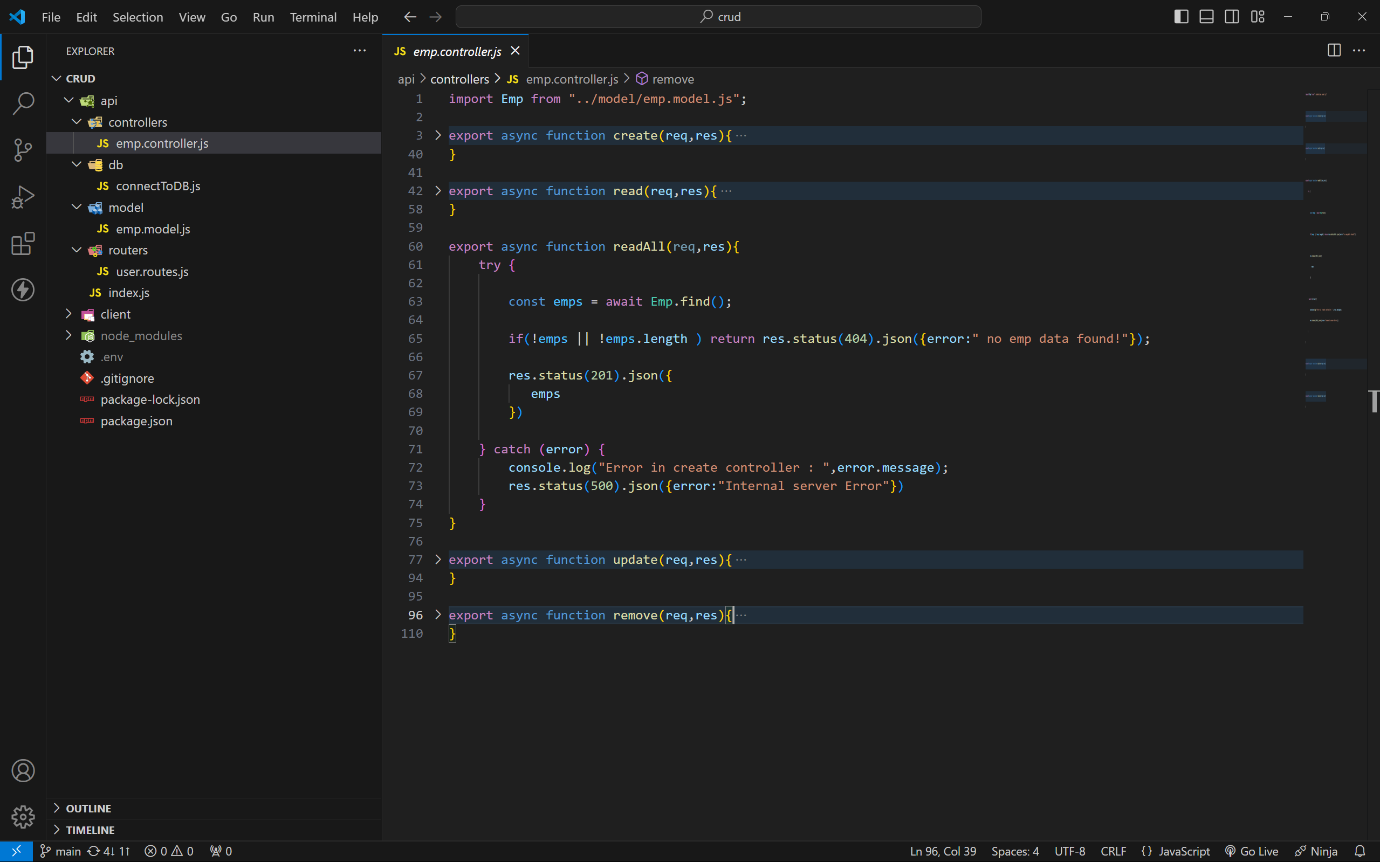 File Edit Selection View Go Run Terminal Help crud
EXPLORER
CRUD
api
controllers
JS emp.controller.js
db
JS connectToDB.js
model
JS emp.model.js
routers
JS user.routes.js
JS index.js
client
node_modules
.env
.gitignore
package-lock.json
package.json
OUTLINE
TIMELINE
JS emp.controller.js
api > controllers > JS emp.controller.js > remove
1 import Emp from "../model/emp.model.js";
2
3 export async function create(req,res){ ···
40 }
41
42 export async function read(req,res){ ···
58 }
59
60 export async function readAll(req,res){
61 try {
62
63 const emps = await Emp.find();
64
65 if(!emps || !emps.length ) return res.status(404).json({error:" no emp data found!"});
66
67 res.status(201).json({
68 emps
69 })
70
71 } catch (error) {
72 console.log("Error in create controller : ",error.message);
73 res.status(500).json({error:"Internal server Error"})
74 }
75 }
76
77 export async function update(req,res){ ···
94 }
95
96 export async function remove(req,res){ ···
110 }
main 4↓ 1↑ 0 0 0 Ln 96, Col 39 Spaces: 4 UTF-8 CRLF {} JavaScript Go Live Ninja